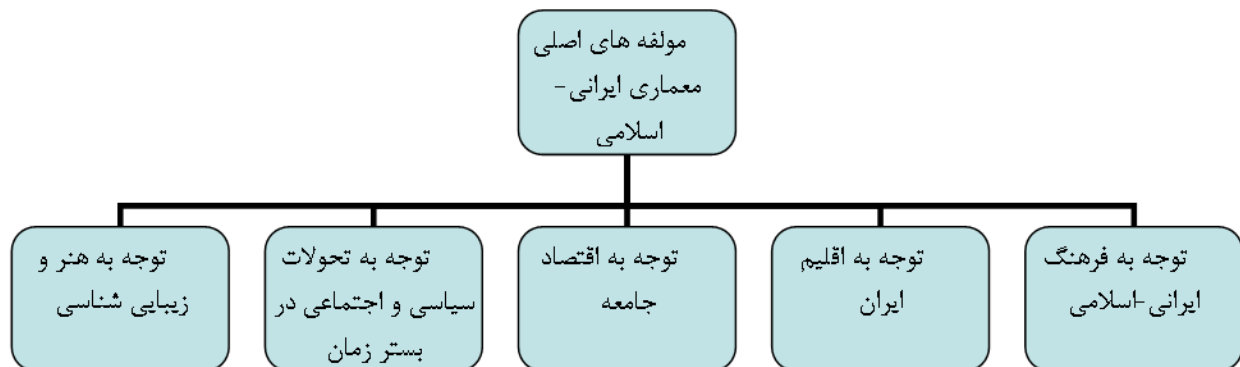 مولفه های اصلی
معماری ایرانی-
اسلامی
توجه به فرهنگ
ایرانی-اسلامی
توجه به اقلیم
ایران
توجه به اقتصاد
جامعه
توجه به تحولات
سیاسی و اجتماعی در
بستر زمان
توجه به هنر و
زیبایی شناسی